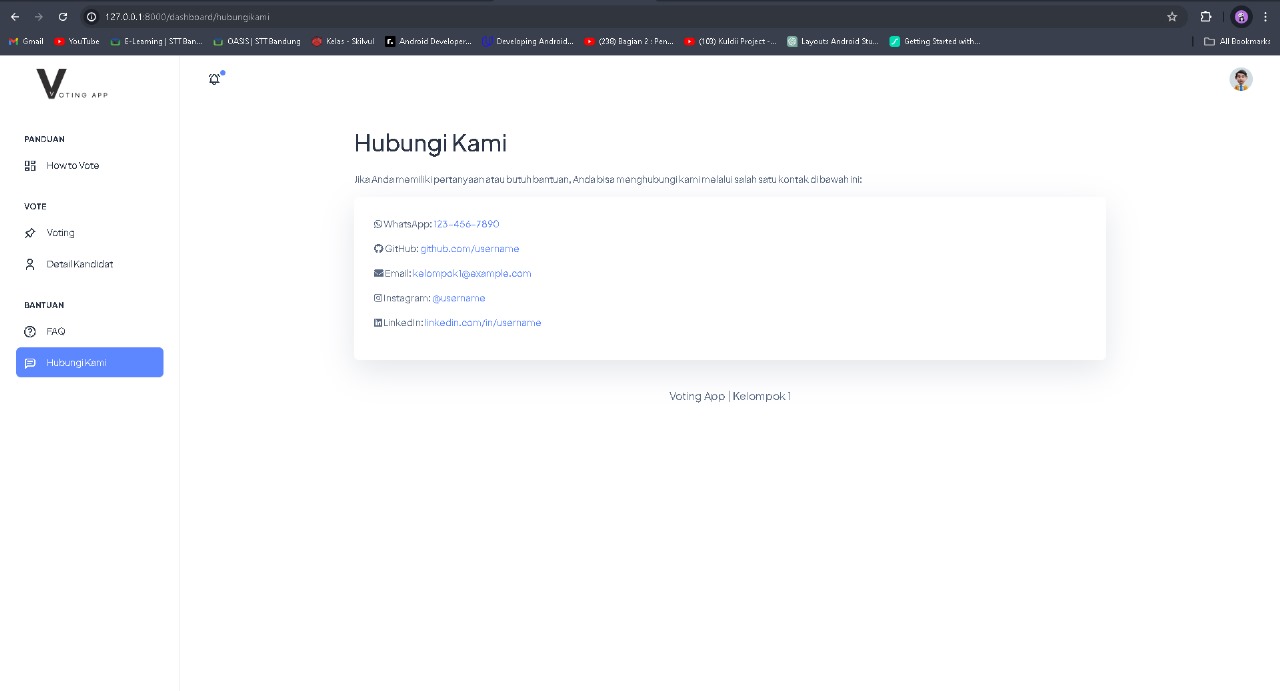 127.0.0.1:8000/dashboard/hubungikami
Gmail
YouTube
E-Learning | STT Ban...
OASIS | STT Bandung
Kelas - Skilvul
Android Developer...
Developing Android...
(238) Bagian 2 : Pen...
(103) Kuldii Project -...
Layouts Android Stu...
Getting Started with...
All Bookmarks
VOTING APP
PANDUAN
How to Vote
VOTE
Voting
Detail Kandidat
BANTUAN
FAQ
Hubungi Kami
Hubungi Kami
Jika Anda memiliki pertanyaan atau butuh bantuan, Anda bisa menghubungi kami melalui salah satu kontak di bawah ini:
WhatsApp: 123-456-7890
GitHub: github.com/username
Email: kelompok1@example.com
Instagram: @username
LinkedIn: linkedin.com/in/username
Voting App | Kelompok 1